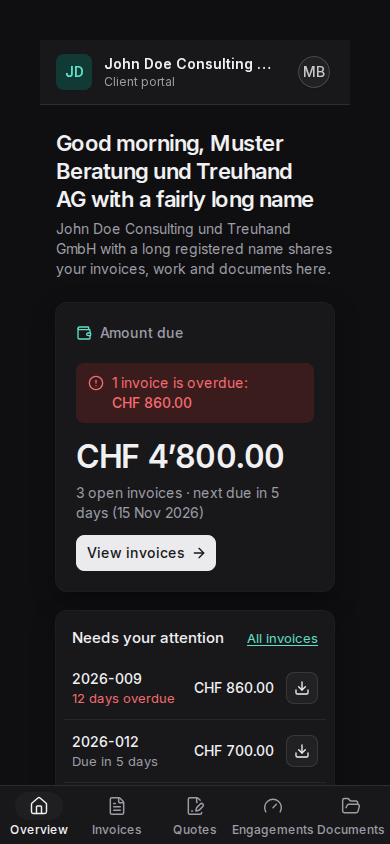 JD
John Doe Consulting …
Client portal
MB
Good morning, Muster
Beratung und Treuhand
AG with a fairly long name
John Doe Consulting und Treuhand
GmbH with a long registered name shares
your invoices, work and documents here.
Amount due
1 invoice is overdue:
CHF 860.00
CHF 4’800.00
3 open invoices · next due in 5
days (15 Nov 2026)
View invoices
Needs your attention
All invoices
2026-009
12 days overdue
CHF 860.00
2026-012
Due in 5 days
CHF 700.00
Overview
Invoices
Quotes
Engagements
Documents